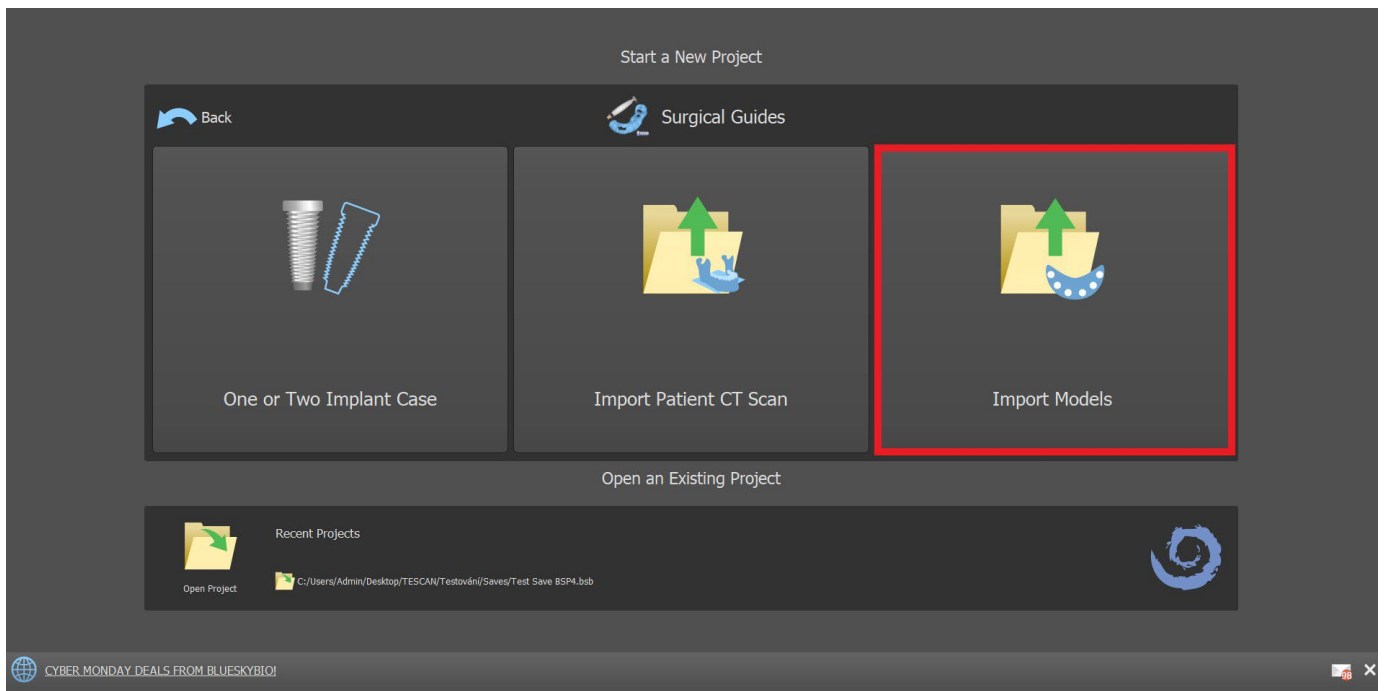 Start a New Project
Back
Surgical Guides
One or Two Implant Case
Import Patient CT Scan
Import Models
Open an Existing Project
Recent Projects
Open Project
C:/Users/Admin/Desktop/TESCAN/Testování/Saves/Test Save BSP4.bsb
CYBER MONDAY DEALS FROM BLUESKYBIO!
98